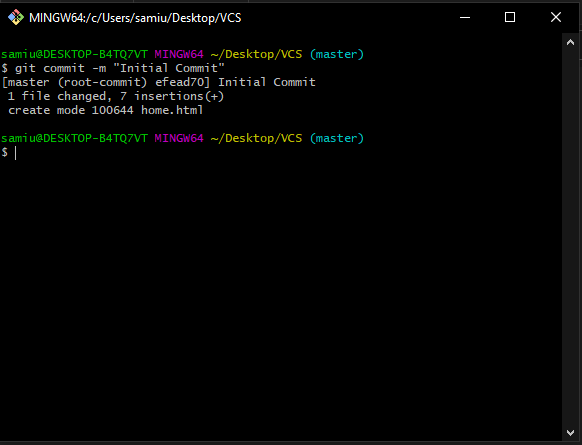 MINGW64:/c/Users/samiu/Desktop/VCS
samiu@DESKTOP-B4TQ7VT MINGW64 ~/Desktop/VCS (master)
$ git commit -m "Initial Commit"
[master (root-commit) efead70] Initial Commit
 1 file changed, 7 insertions(+)
 create mode 100644 home.html
samiu@DESKTOP-B4TQ7VT MINGW64 ~/Desktop/VCS (master)
$